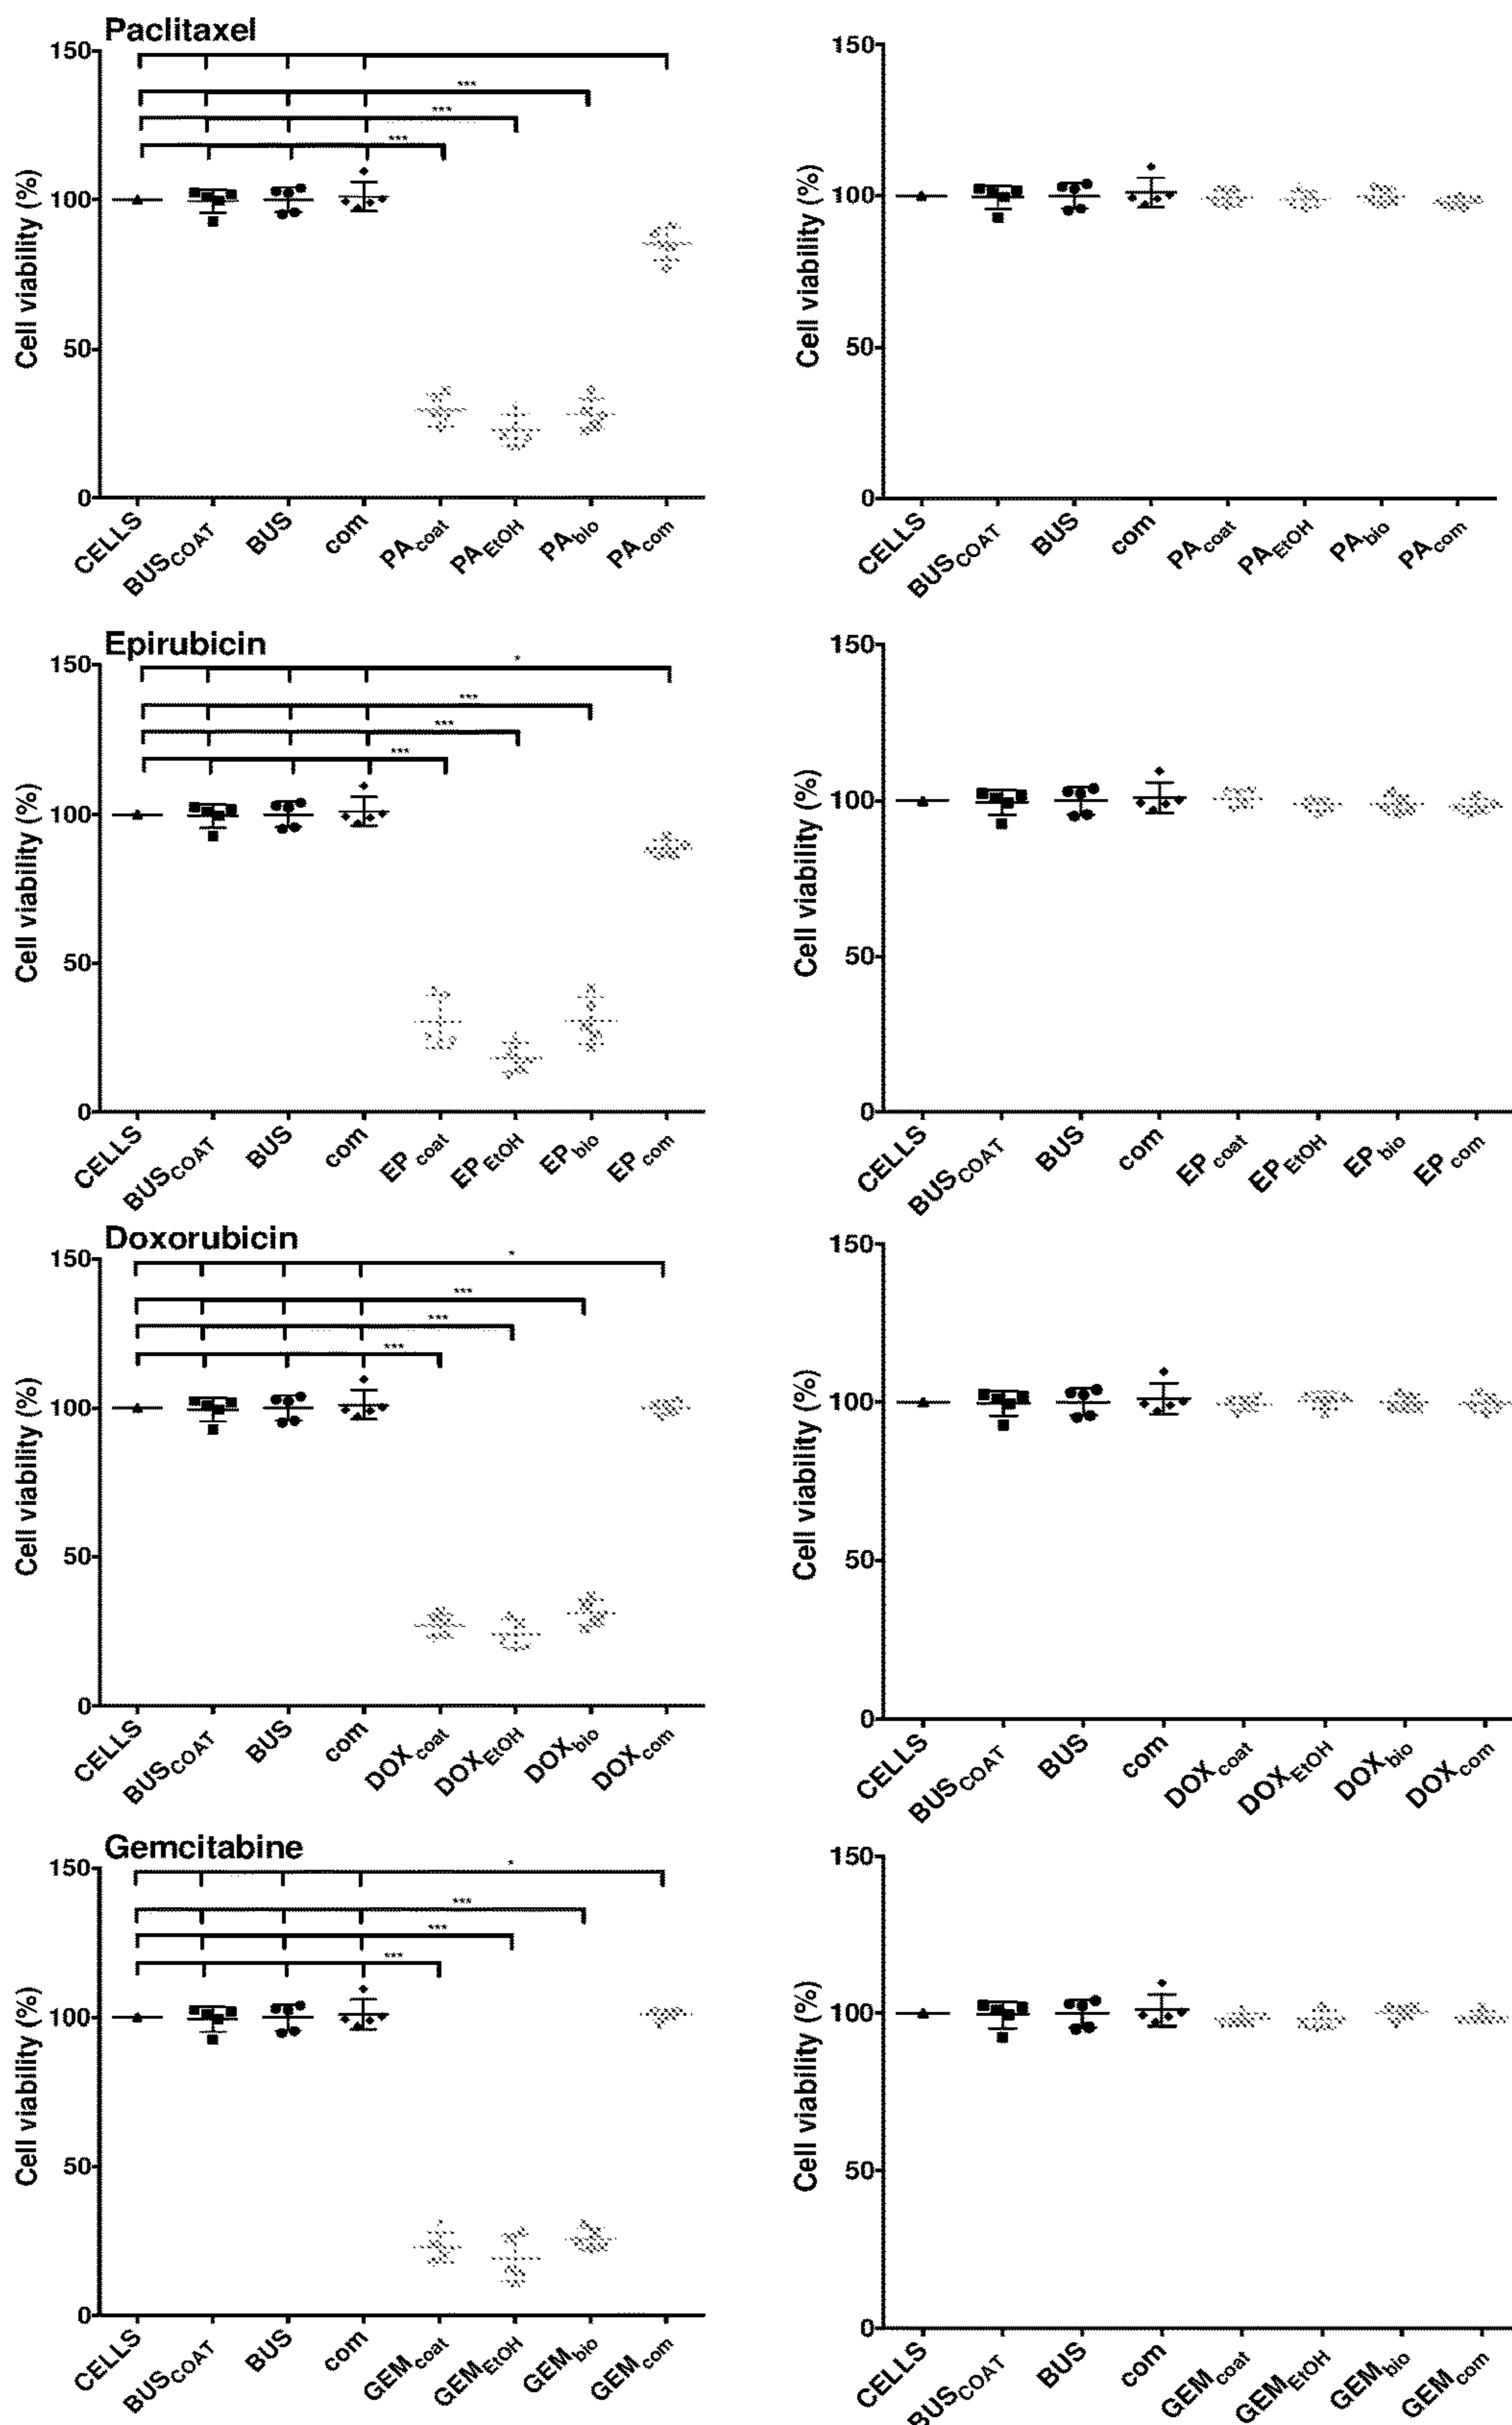 Paclitaxel
150
100
50
0
Cell viability (%)
***
***
***
CELLS
BUSCOAT
BUS
com
PAcoat
PAEtOH
PAbio
PAcom
150
100
50
0
Cell viability (%)
CELLS
BUSCOAT
BUS
com
PAcoat
PAEtOH
PAbio
PAcom
Epirubicin
150
100
50
0
Cell viability (%)
*
***
***
***
CELLS
BUSCOAT
BUS
com
EP coat
EP EtOH
EP bio
EP com
150
100
50
0
Cell viability (%)
CELLS
BUSCOAT
BUS
com
EP coat
EP EtOH
EP bio
EP com
Doxorubicin
150
100
50
0
Cell viability (%)
*
***
***
***
CELLS
BUSCOAT
BUS
com
DOXcoat
DOXEtOH
DOXbio
DOXcom
150
100
50
0
Cell viability (%)
CELLS
BUSCOAT
BUS
com
DOXcoat
DOXEtOH
DOXbio
DOXcom
Gemcitabine
150
100
50
0
Cell viability (%)
*
***
***
***
CELLS
BUSCOAT
BUS
com
GEMcoat
GEMEtOH
GEMbio
GEMcom
150
100
50
0
Cell viability (%)
CELLS
BUSCOAT
BUS
com
GEMcoat
GEMEtOH
GEMbio
GEMcom